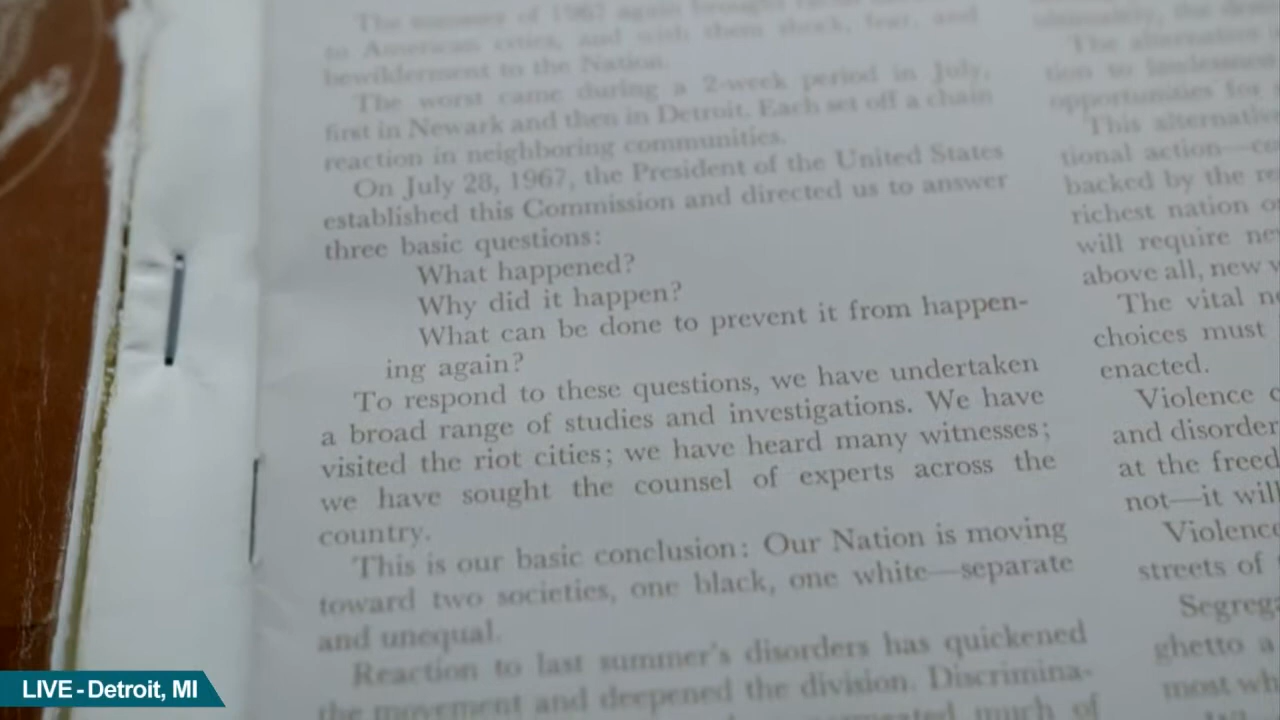 The summer of 1967 again brought
to American cities, and with them shock, fear, and
bewilderment to the Nation.
The worst came during a 2-week period in July,
first in Newark and then in Detroit. Each set off a chain
reaction in neighboring communities.
On July 28, 1967, the President of the United States
established this Commission and directed us to answer
three basic questions:
What happened?
Why did it happen?
What can be done to prevent it from happen-
ing again?
To respond to these questions, we have undertaken
a broad range of studies and investigations. We have
visited the riot cities; we have heard many witnesses;
we have sought the counsel of experts across the
country.
This is our basic conclusion: Our Nation is moving
toward two societies, one black, one white—separate
and unequal.
Reaction to last summer's disorders has quickened
the movement and deepened the division. Discrimina-
much of
The alternative
tion to
opportunities for
This alternativ
tional action—co
backed by the re
richest nation o
will require ne
above all, new
The vital n
choices must
enacted.
Violence
and disorder
at the freed
not—it will
Violenc
streets of
Segreg
ghetto a
most wh
LIVE - Detroit, MI